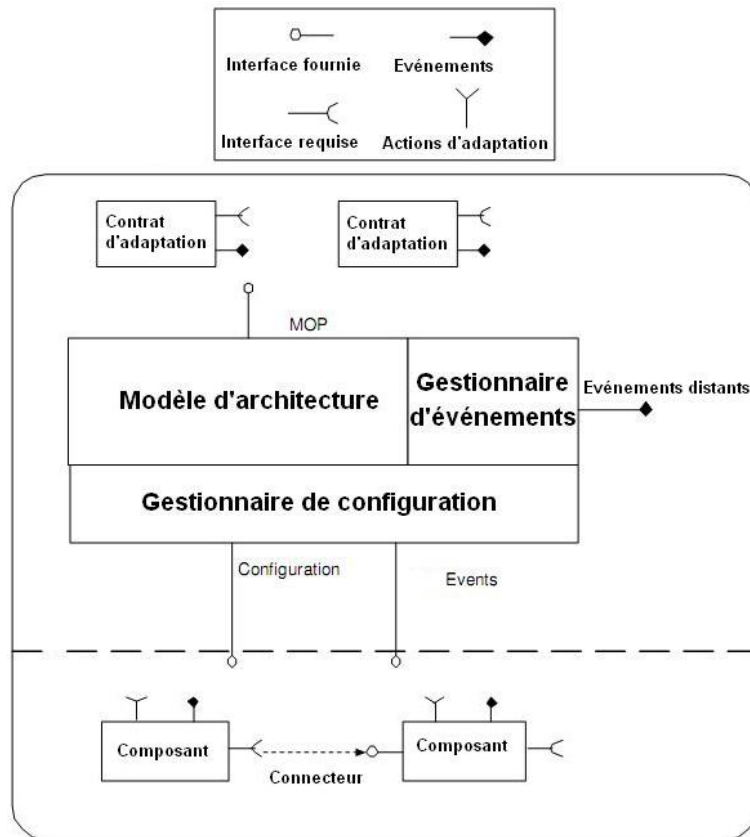 Interface fournie
Evénements
Interface requise
Actions d'adaptation
Contrat
d'adaptation
Contrat
d'adaptation
MOP
Modèle d'architecture
Gestionnaire
d'événements
Evénements distants
Gestionnaire de configuration
Configuration
Events
Composant
Composant
Connecteur